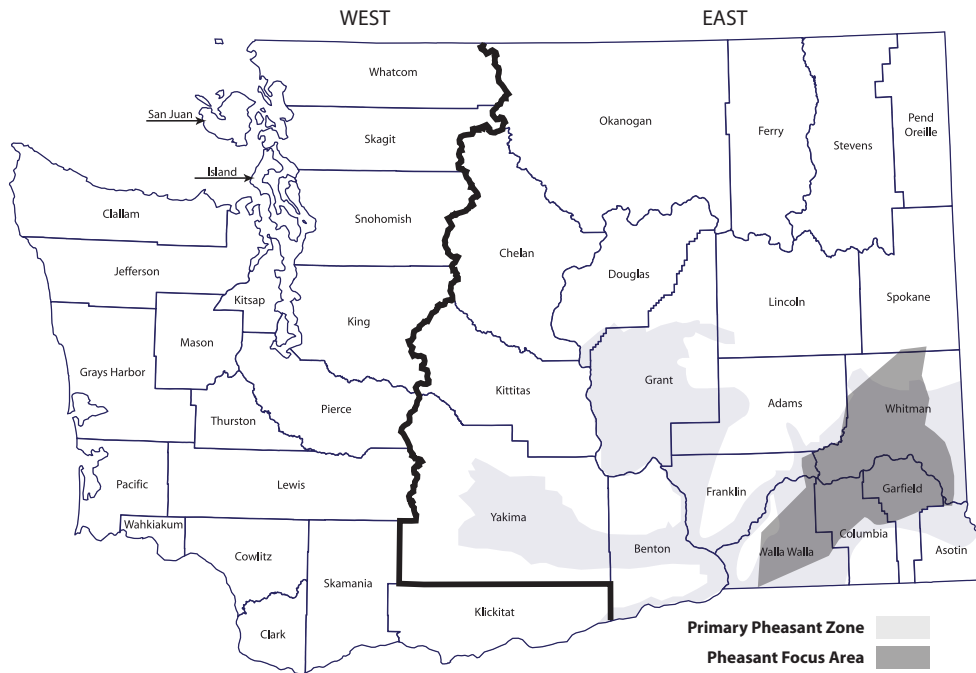 WEST
EAST
Whatcom
San Juan
Skagit
Okanogan
Ferry
Stevens
Pend
Oreille
Island
Clallam
Snohomish
Chelan
Douglas
Jefferson
Kitsap
King
Lincoln
Spokane
Mason
Grays Harbor
Kittitas
Grant
Adams
Whitman
Thurston
Pierce
Pacific
Lewis
Yakima
Franklin
Garfield
Wahkiakum
Cowlitz
Skamania
Benton
Walla Walla
Columbia
Asotin
Clark
Klickitat
Primary Pheasant Zone
Pheasant Focus Area